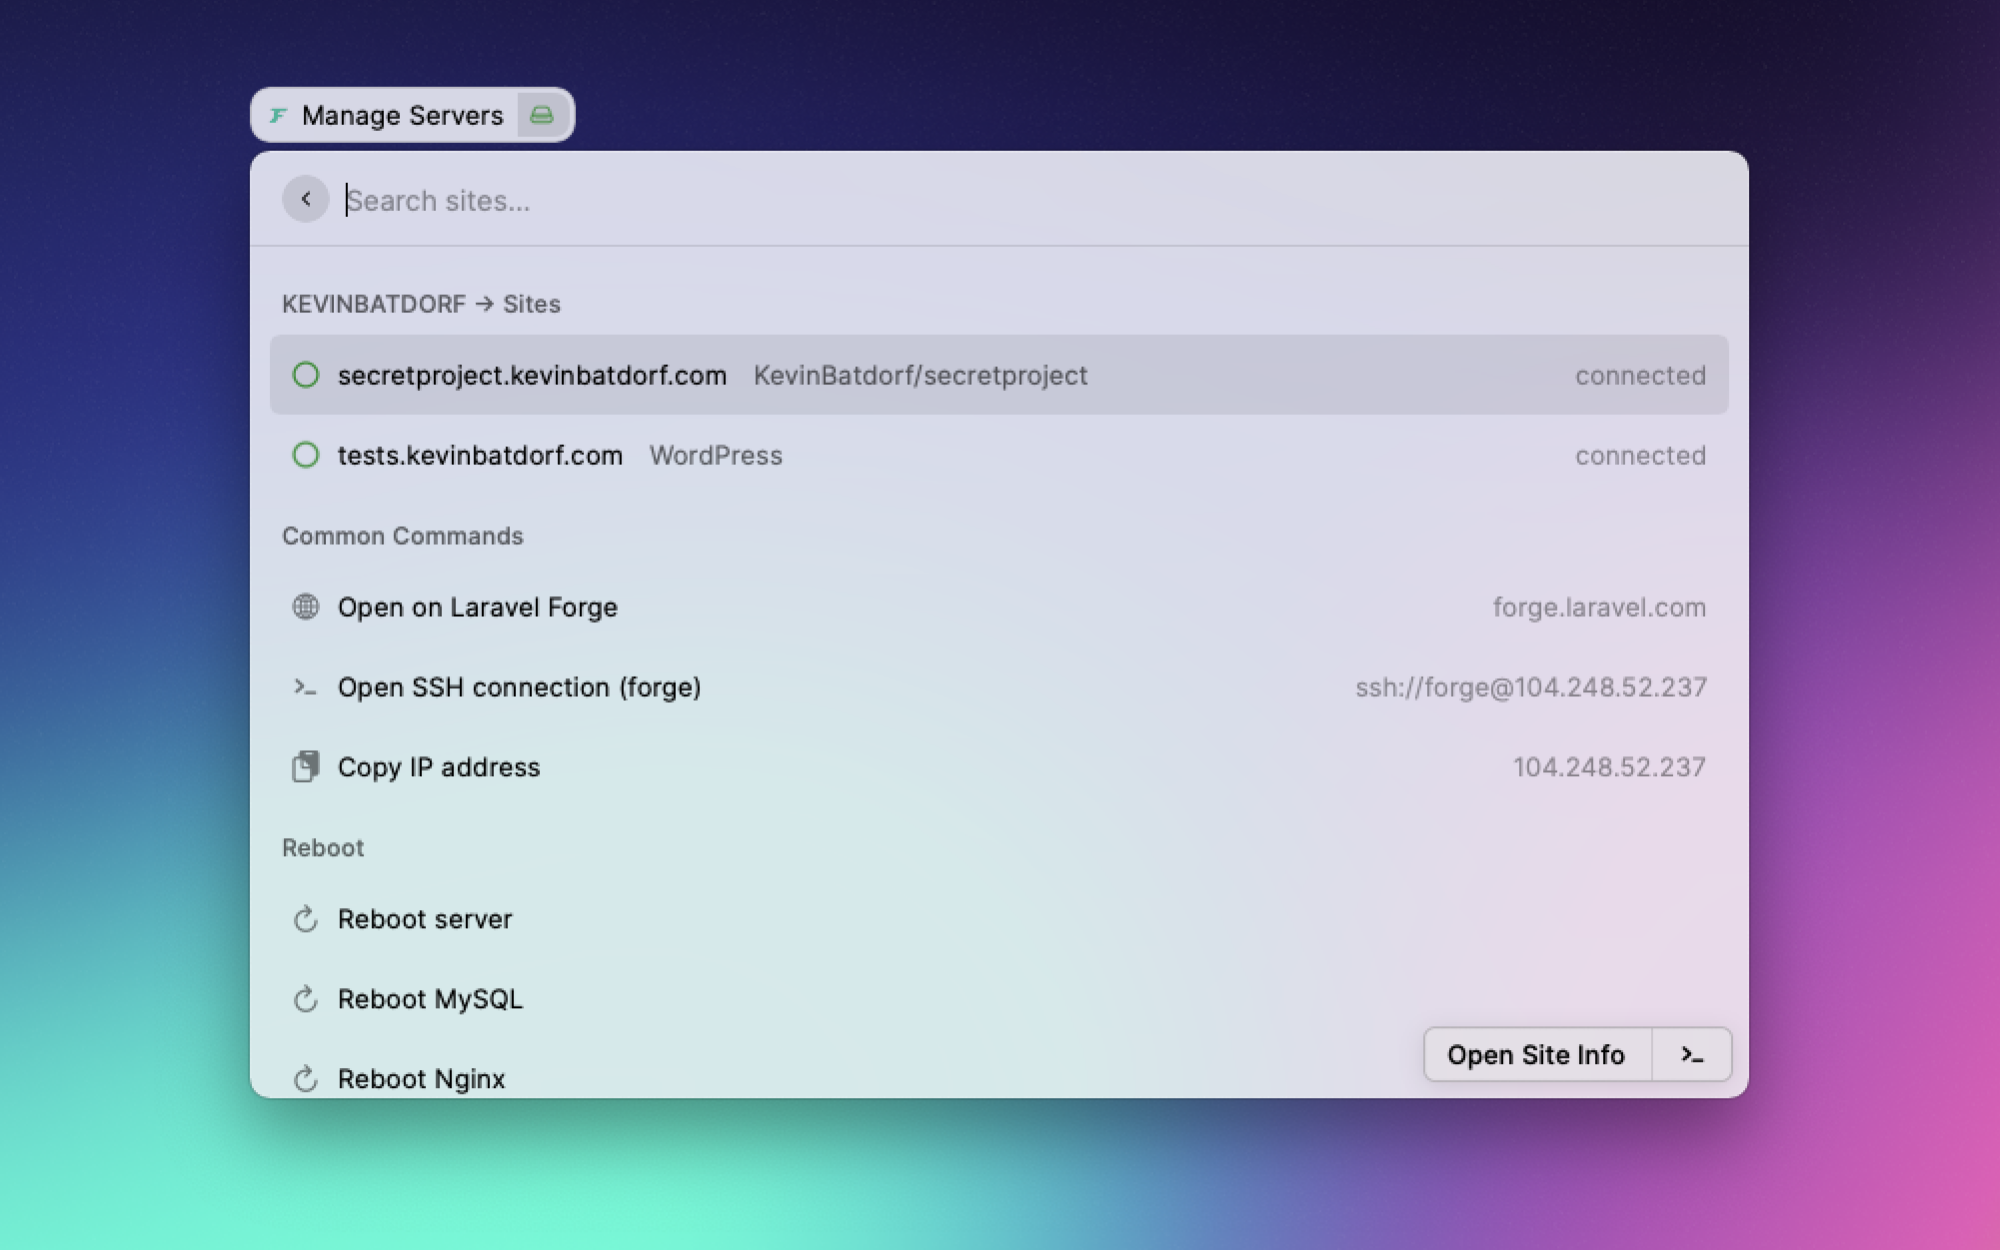 Manage Servers
Search sites...
KEVINBATDORF → Sites
secretproject.kevinbatdorf.com KevinBatdorf/secretproject connected
tests.kevinbatdorf.com WordPress connected
Common Commands
Open on Laravel Forge forge.laravel.com
Open SSH connection (forge) ssh://forge@104.248.52.237
Copy IP address 104.248.52.237
Reboot
Reboot server
Reboot MySQL
Reboot Nginx
Open Site Info